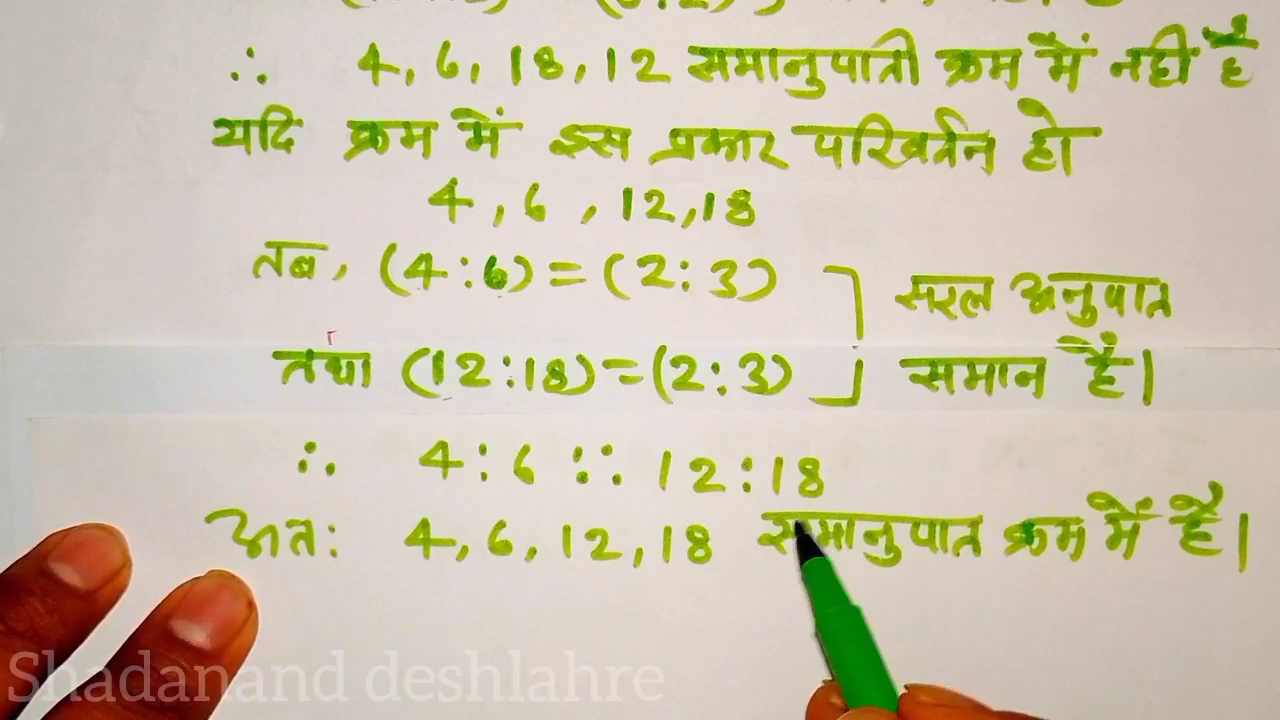 ∴ 4, 6, 18, 12 समानुपाती क्रम में नहीं है
यदि क्रम में इस प्रकार परिवर्तन हो
4, 6, 12, 18
तब, (4:6) = (2:3)
सरल अनुपात
तथा (12:18) = (2:3)
समान है।
∴ 4:6 :: 12:18
अत: 4, 6, 12, 18 समानुपात क्रम में है।
Shadanand deshlahre